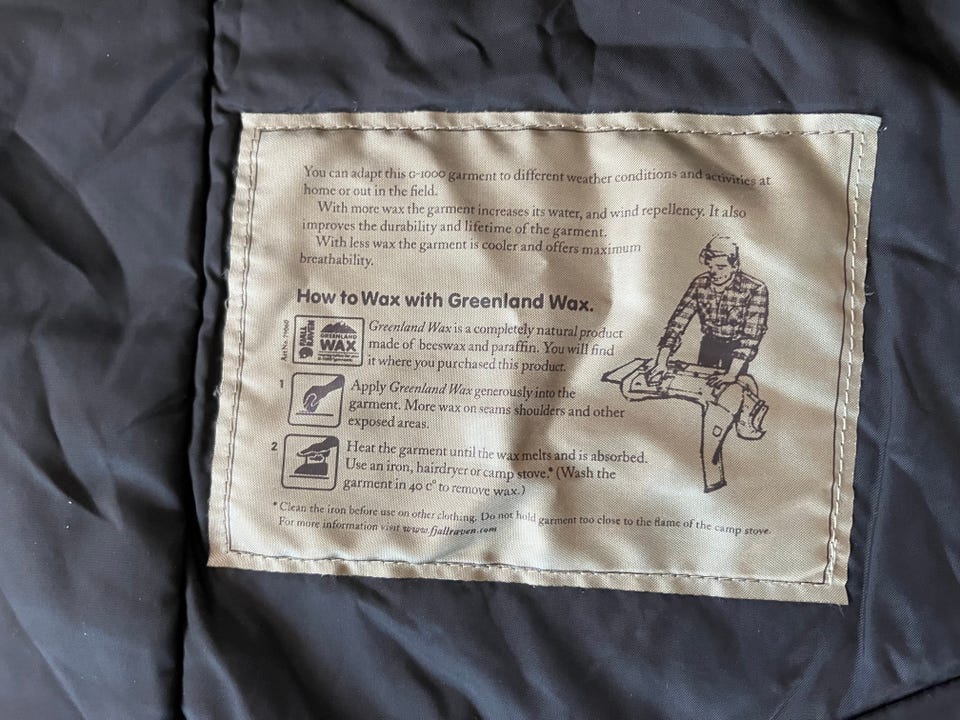 You can adapt this G-1000 garment to different weather conditions and activities at
home or out in the field.
With more wax the garment increases its water, and wind repellency. It also
improves the durability and lifetime of the garment.
With less wax the garment is cooler and offers maximum
breathability.
How to Wax with Greenland Wax.
Art No. 79060
FJALL
RAVEN
GREENLAND
WAX
Greenland Wax is a completely natural product
made of beeswax and paraffin. You will find
it where you purchased this product.
1
Apply Greenland Wax generously into the
garment. More wax on seams shoulders and other
exposed areas.
2
Heat the garment until the wax melts and is absorbed.
Use an iron, hairdryer or camp stove.* (Wash the
garment in 40 c° to remove wax.)
* Clean the iron before use on other clothing. Do not hold garment too close to the flame of the camp stove.
For more information visit www.fjallraven.com